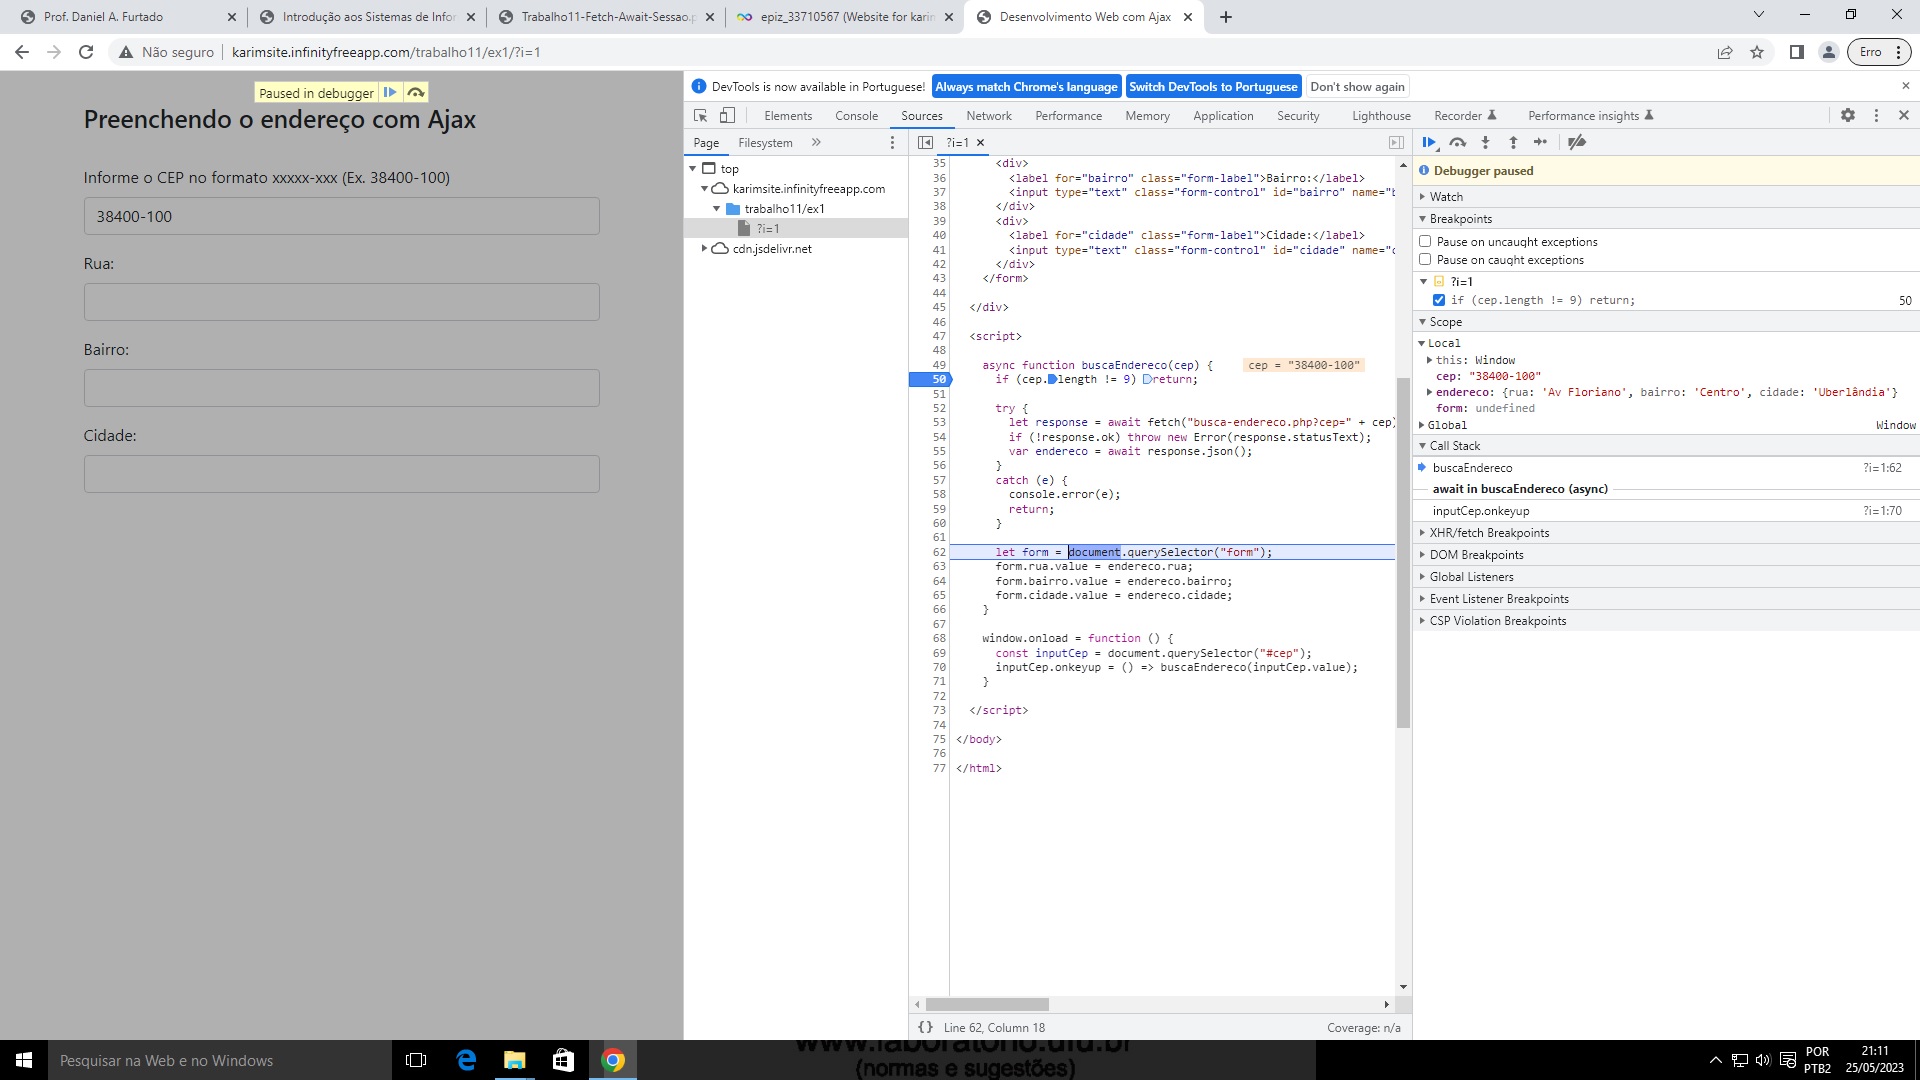 Prof. Daniel A. Furtado
Introdução aos Sistemas de Infor
Trabalho11-Fetch-Await-Sessao.p
epiz_33710567 (Website for karim
Desenvolvimento Web com Ajax
Não seguro
karimsite.infinityfreeapp.com/trabalho11/ex1/?i=1
Erro
Paused in debugger
Preenchendo o endereço com Ajax
Informe o CEP no formato xxxxx-xxx (Ex. 38400-100)
38400-100
Rua:
Bairro:
Cidade:
DevTools is now available in Portuguese!
Always match Chrome's language
Switch DevTools to Portuguese
Don't show again
Elements
Console
Sources
Network
Performance
Memory
Application
Security
Lighthouse
Recorder
Performance insights
Page
Filesystem
top
karimsite.infinityfreeapp.com
trabalho11/ex1
?i=1
cdn.jsdelivr.net
?i=1
35 <div>
36 <label for="bairro" class="form-label">Bairro:</label>
37 <input type="text" class="form-control" id="bairro" name="b
38 </div>
39 <div>
40 <label for="cidade" class="form-label">Cidade:</label>
41 <input type="text" class="form-control" id="cidade" name="c
42 </div>
43 </form>
44
45 </div>
46
47 <script>
48
49 async function buscaEndereco(cep) { cep = "38400-100"
50 if (cep.length != 9) return;
51
52 try {
53 let response = await fetch("busca-endereco.php?cep=" + cep)
54 if (!response.ok) throw new Error(response.statusText);
55 var endereco = await response.json();
56 }
57 catch (e) {
58 console.error(e);
59 return;
60 }
61
62 let form = document.querySelector("form");
63 form.rua.value = endereco.rua;
64 form.bairro.value = endereco.bairro;
65 form.cidade.value = endereco.cidade;
66 }
67
68 window.onload = function () {
69 const inputCep = document.querySelector("#cep");
70 inputCep.onkeyup = () => buscaEndereco(inputCep.value);
71 }
72
73 </script>
74
75 </body>
76
77 </html>
{ } Line 62, Column 18
Coverage: n/a
Debugger paused
Watch
Breakpoints
Pause on uncaught exceptions
Pause on caught exceptions
?i=1
if (cep.length != 9) return; 50
Scope
Local
this: Window
cep: "38400-100"
endereco: {rua: 'Av Floriano', bairro: 'Centro', cidade: 'Uberlândia'}
form: undefined
Global Window
Call Stack
buscaEndereco ?i=1:62
await in buscaEndereco (async)
inputCep.onkeyup ?i=1:70
XHR/fetch Breakpoints
DOM Breakpoints
Global Listeners
Event Listener Breakpoints
CSP Violation Breakpoints
www.laboratorio.ufu.br
(normas e sugestões)
Pesquisar na Web e no Windows
POR
PTB2
21:11
25/05/2023